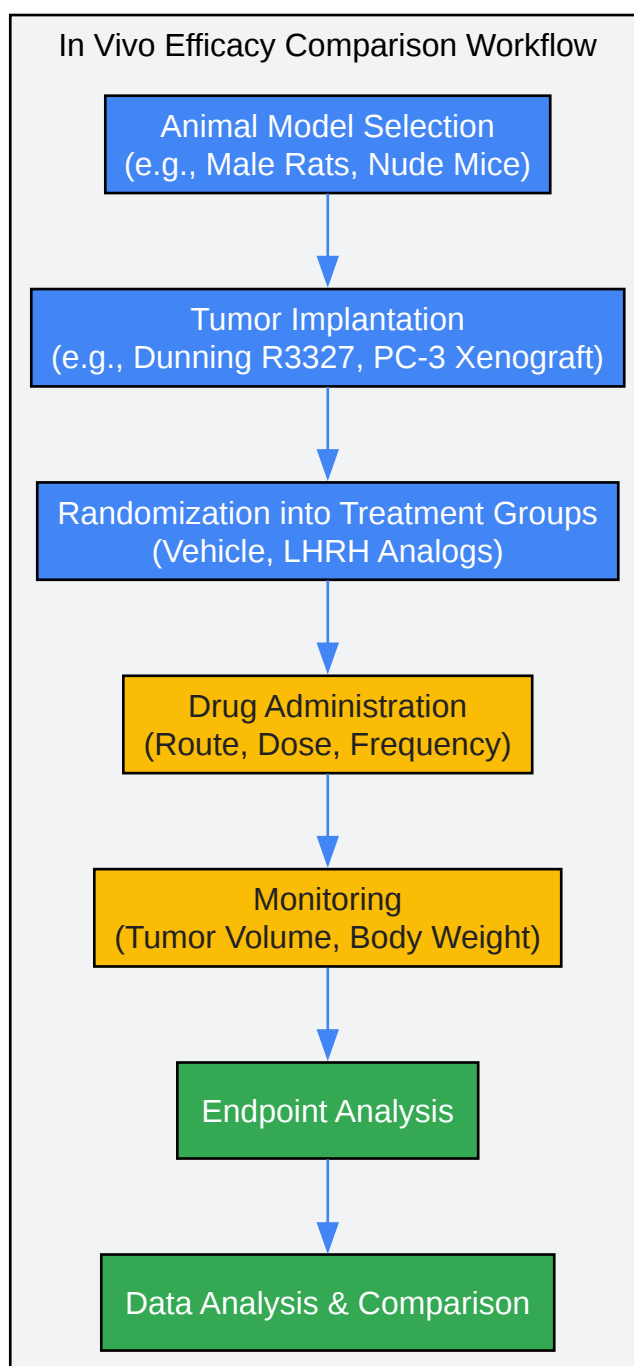 In Vivo Efficacy Comparison Workflow
Animal Model Selection
(e.g., Male Rats, Nude Mice)
Tumor Implantation
(e.g., Dunning R3327, PC-3 Xenograft)
Randomization into Treatment Groups
(Vehicle, LHRH Analogs)
Drug Administration
(Route, Dose, Frequency)
Monitoring
(Tumor Volume, Body Weight)
Endpoint Analysis
Data Analysis & Comparison